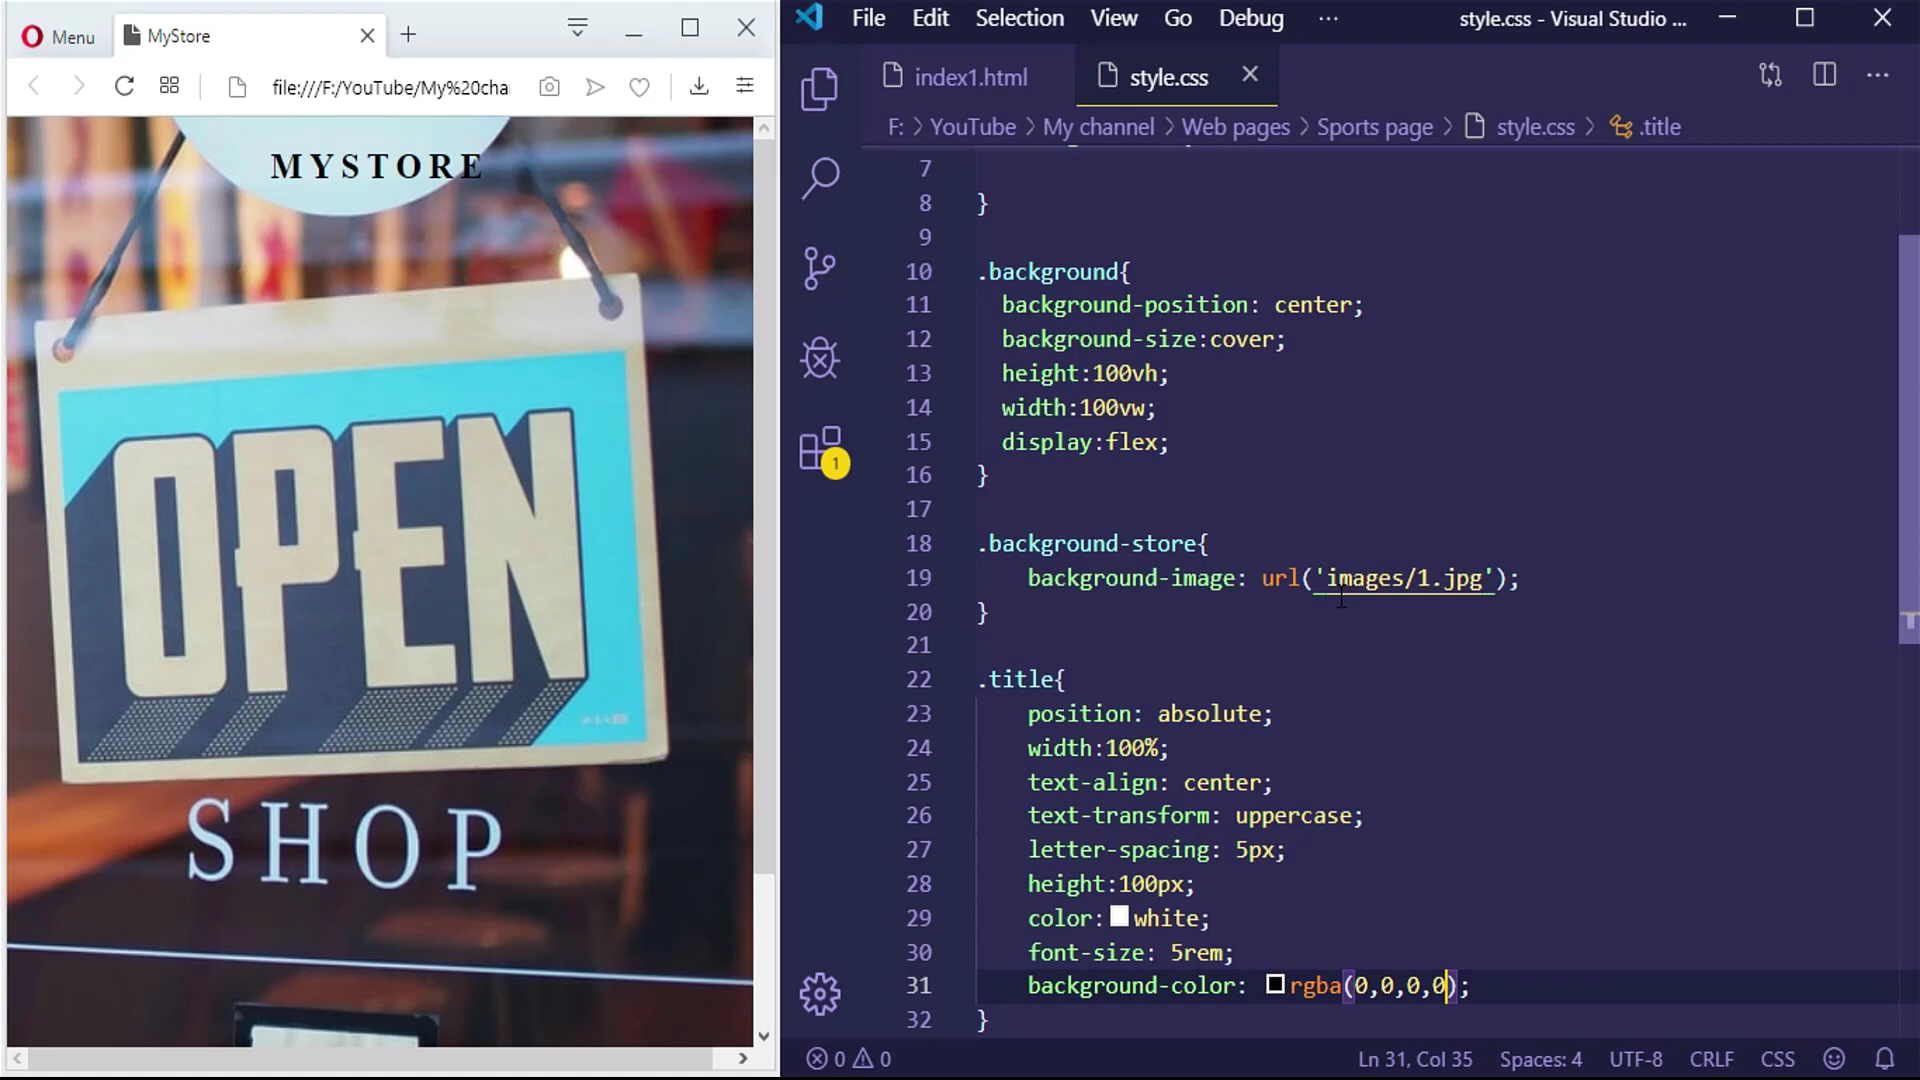 Menu
MyStore
file:///F:/YouTube/My%20cha
MYSTORE
OPEN
SHOP
File Edit Selection View Go Debug ···
style.css - Visual Studio ...
index1.html
style.css
F: > YouTube > My channel > Web pages > Sports page > style.css > .title
7
8 }
9
10 .background{
11 background-position: center;
12 background-size:cover;
13 height:100vh;
14 width:100vw;
15 display:flex;
16 }
17
18 .background-store{
19 background-image: url('images/1.jpg');
20 }
21
22 .title{
23 position: absolute;
24 width:100%;
25 text-align: center;
26 text-transform: uppercase;
27 letter-spacing: 5px;
28 height:100px;
29 color: white;
30 font-size: 5rem;
31 background-color: rgba(0,0,0,0);
32 }
1
0 0
Ln 31, Col 35 Spaces: 4 UTF-8 CRLF CSS